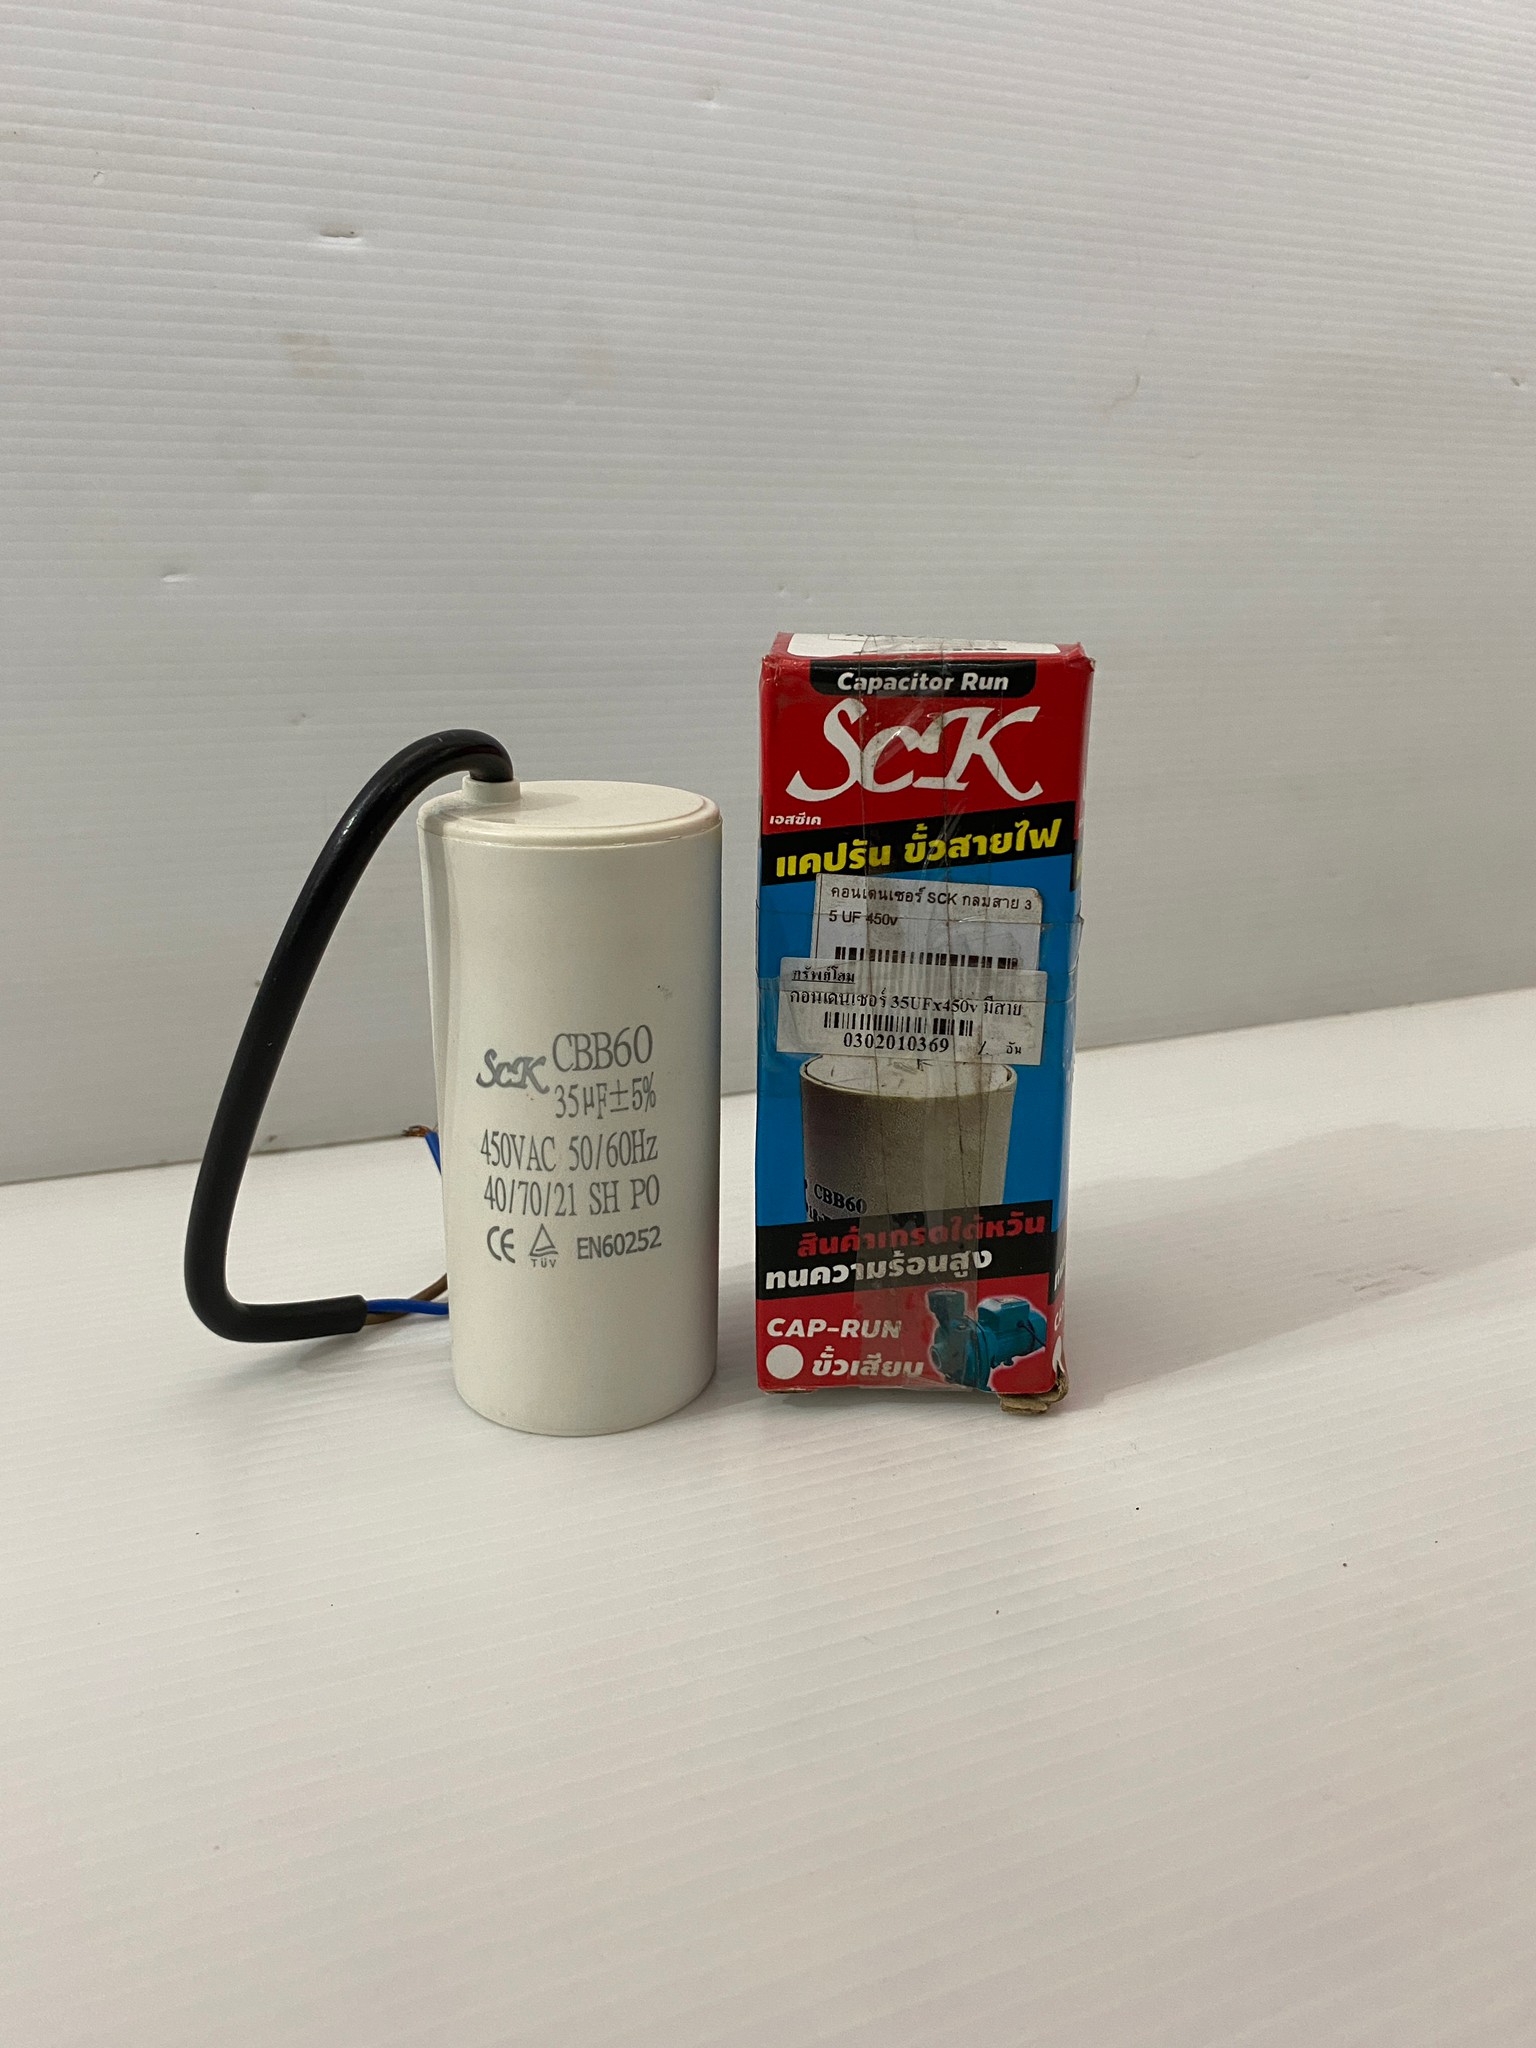 SCK CBB60
35μF±5%
450VAC 50/60Hz
40/70/21 SH P0
CE TÜV EN60252
Capacitor Run
SCK
เอสซีเค
แคปรัน ขั้วสายไฟ
คอนเดนเซอร์ SCK กลมสาย 3
5 UF 450v
ทรัพย์โฮม
คอนเดนเซอร์ 35UFx450v มีสาย
0302010369 / อัน
CBB60
สินค้าเกรดไต้หวัน
ทนความร้อนสูง
CAP-RUN
ขั้วเสียบ